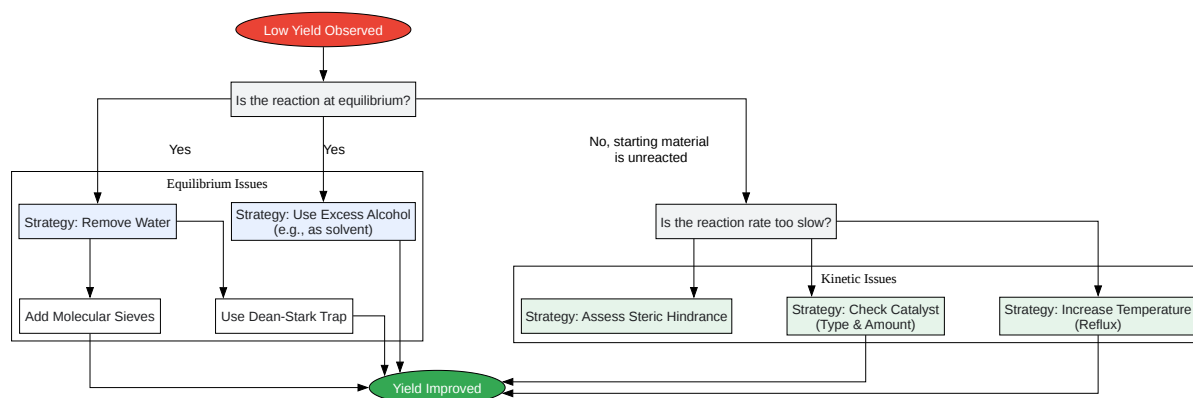 Low Yield Observed
Is the reaction at equilibrium?
Yes
Yes
No, starting material
is unreacted
Equilibrium Issues
Strategy: Remove Water
Strategy: Use Excess Alcohol
(e.g., as solvent)
Is the reaction rate too slow?
Kinetic Issues
Add Molecular Sieves
Use Dean-Stark Trap
Strategy: Assess Steric Hindrance
Strategy: Check Catalyst
(Type & Amount)
Strategy: Increase Temperature
(Reflux)
Yield Improved